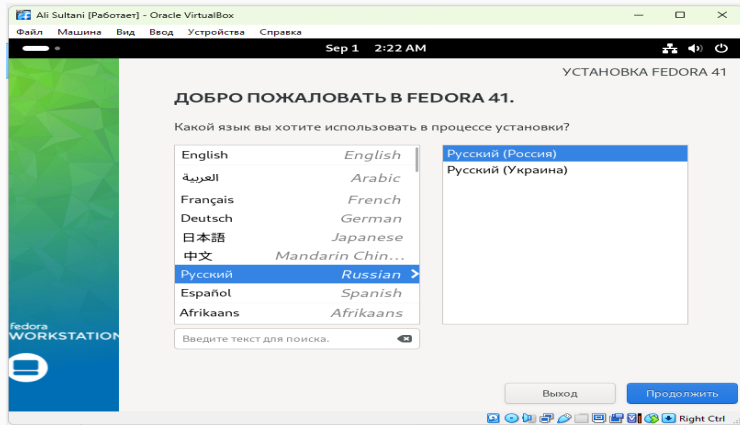 Ali Sultani [Работает] - Oracle VirtualBox
Файл Машина Вид Ввод Устройства Справка
Sep 1 2:22 AM
УСТАНОВКА FEDORA 41
ДОБРО ПОЖАЛОВАТЬ В FEDORA 41.
Какой язык вы хотите использовать в процессе установки?
English English
العربية Arabic
Français French
Deutsch German
日本語 Japanese
中文 Mandarin Chin...
Русский Russian
Español Spanish
Afrikaans Afrikaans
Русский (Россия)
Русский (Украина)
Введите текст для поиска.
fedora
WORKSTATION
Выход Продолжить
Right Ctrl